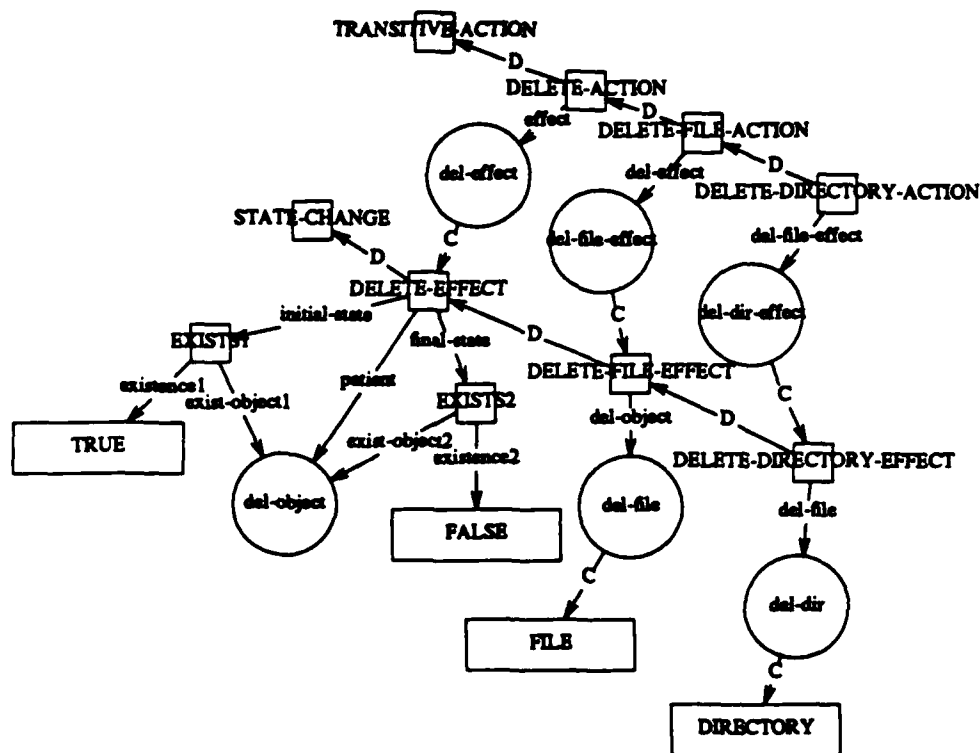 TRANSITIVE-ACTION
D
DELETE-ACTION
effect
D
DELETE-FILE-ACTION
del-effect
del-effect
D
DELETE-DIRECTORY-ACTION
STATE-CHANGE
C
del-file-effect
del-file-effect
D
DELETE-EFFECT
initial-state
C
del-dir-effect
EXISTS1
final-state
D
existence1
exist-object1
patient
DELETE-FILE-EFFECT
EXISTS2
del-object
C
D
TRUE
exist-object2
existence2
DELETE-DIRECTORY-EFFECT
del-object
del-file
del-file
FALSE
C
del-dir
FILE
C
DIRECTORY